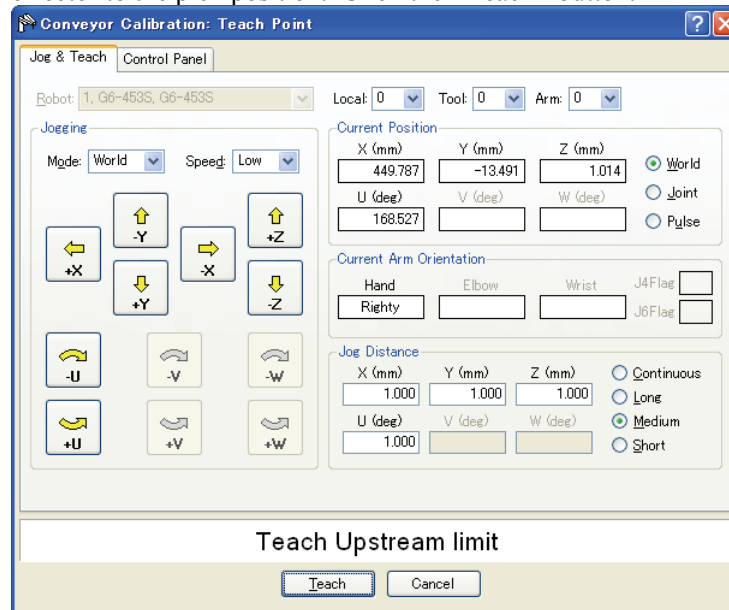 Conveyor Calibration: Teach Point
Jog & Teach Control Panel
Robot: 1, G6-453S, G6-453S Local: 0 Tool: 0 Arm: 0
Jogging
Mode: World Speed: Low
+X
-Y
+Y
-X
+Z
-Z
-U -V -W
+U +V +W
Current Position
X (mm) Y (mm) Z (mm)
449.787 -13.491 1.014
U (deg) V (deg) W (deg)
168.527
World
Joint
Pulse
Current Arm Orientation
Hand Elbow Wrist J4Flag
Righty J6Flag
Jog Distance
X (mm) Y (mm) Z (mm)
1.000 1.000 1.000
U (deg) V (deg) W (deg)
1.000
Continuous
Long
Medium
Short
Teach Upstream limit
Teach Cancel